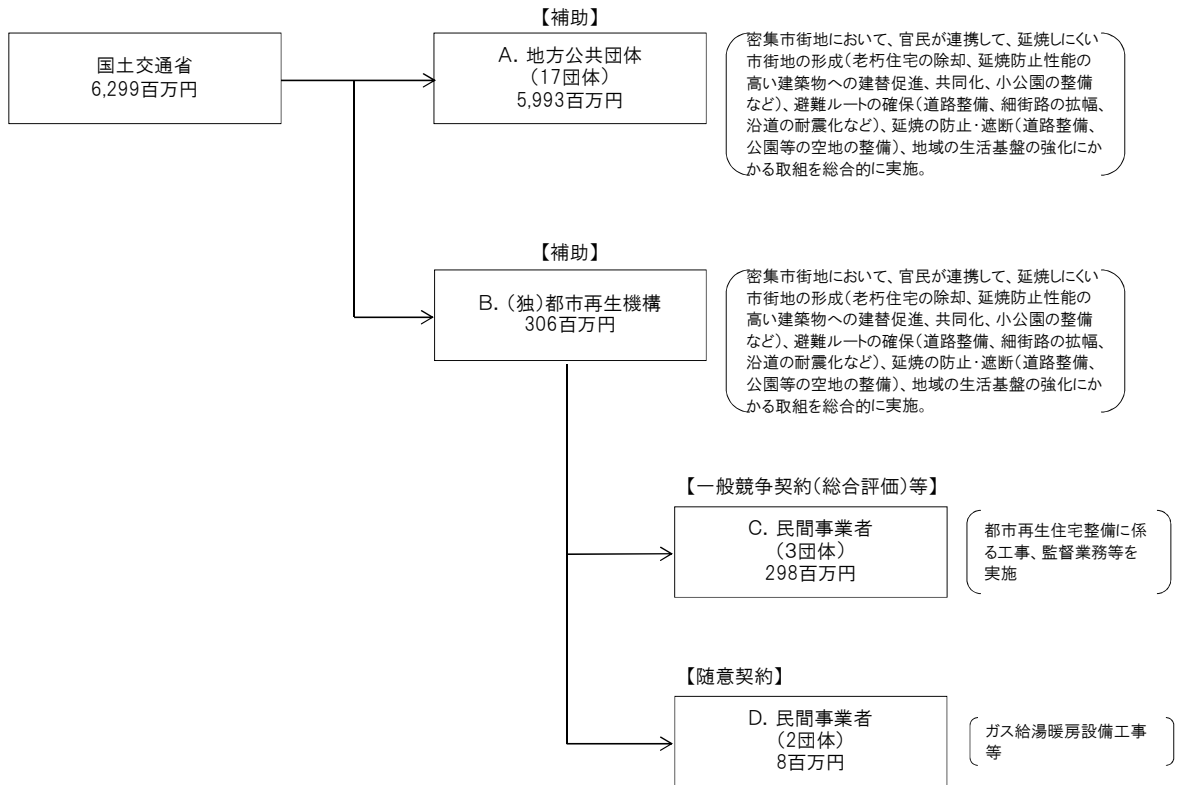 国土交通省
6,299百万円
【補助】
A. 地方公共団体
(17団体)
5,993百万円
密集市街地において、官民が連携して、延焼しにくい
市街地の形成(老朽住宅の除却、延焼防止性能の
高い建築物への建替促進、共同化、小公園の整備
など)、避難ルートの確保(道路整備、細街路の拡幅、
沿道の耐震化など)、延焼の防止・遮断(道路整備、
公園等の空地の整備)、地域の生活基盤の強化にか
かる取組を総合的に実施。
【補助】
B. (独)都市再生機構
306百万円
密集市街地において、官民が連携して、延焼しにくい
市街地の形成(老朽住宅の除却、延焼防止性能の
高い建築物への建替促進、共同化、小公園の整備
など)、避難ルートの確保(道路整備、細街路の拡幅、
沿道の耐震化など)、延焼の防止・遮断(道路整備、
公園等の空地の整備)、地域の生活基盤の強化にか
かる取組を総合的に実施。
【一般競争契約(総合評価)等】
C. 民間事業者
(3団体)
298百万円
都市再生住宅整備に係
る工事、監督業務等を
実施
【随意契約】
D. 民間事業者
(2団体)
8百万円
ガス給湯暖房設備工事
等